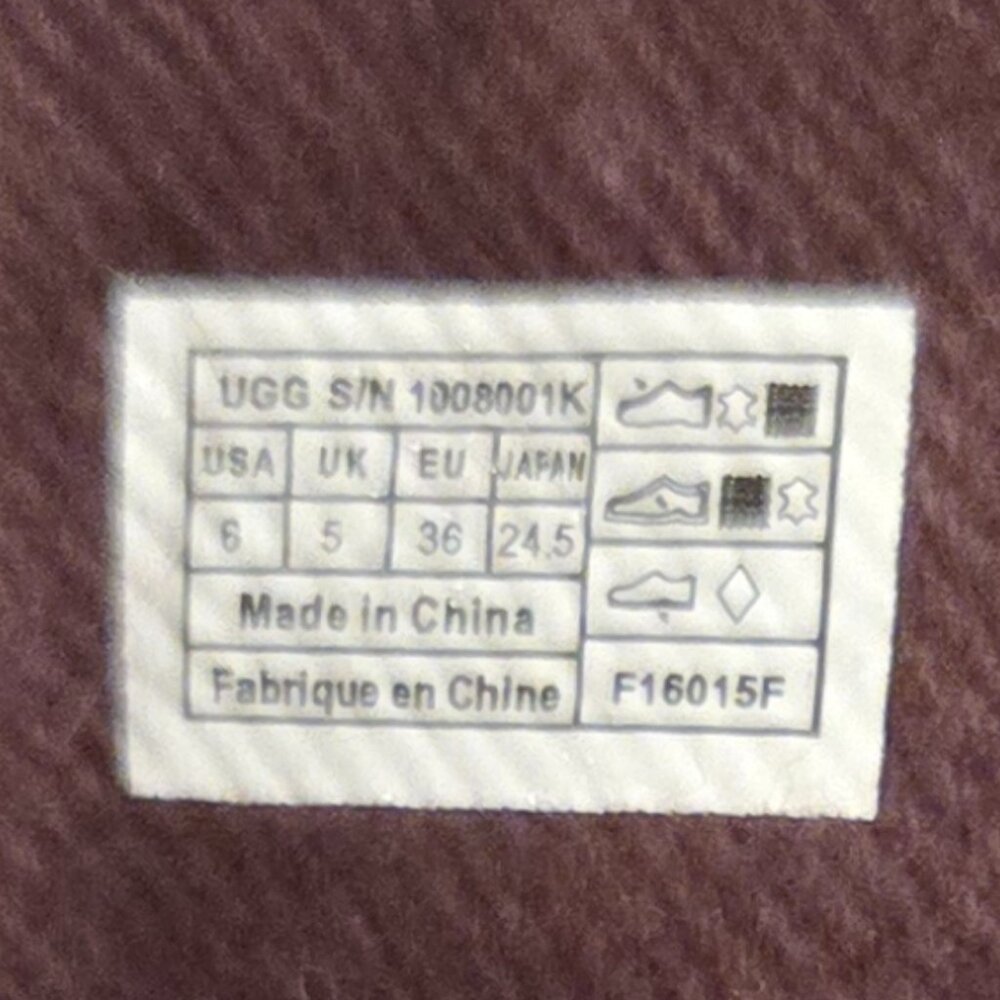 UGG S/N 1008001K
USA UK EU JAPAN
6 5 36 24.5
Made in China
Fabrique en Chine
F16015F